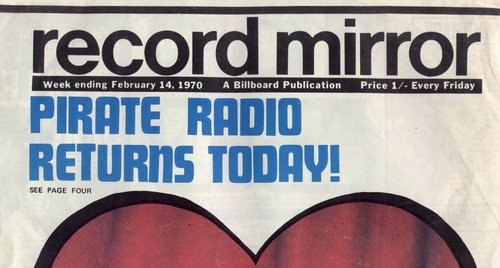 record mirror
Week ending February 14, 1970 A Billboard Publication Price 1/- Every Friday
PIRATE RADIO
RETURNS TODAY!
SEE PAGE FOUR